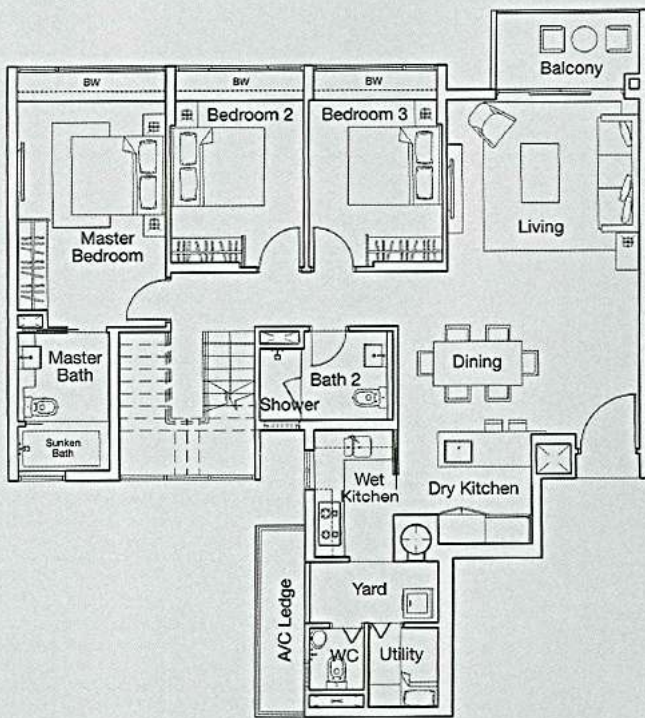 Balcony
BW
BW
BW
Bedroom 2
Bedroom 3
Living
Master
Bedroom
Master
Bath
Bath 2
Shower
Dining
Sunken
Bath
Wet
Kitchen
Dry Kitchen
A/C Ledge
Yard
WC
Utility